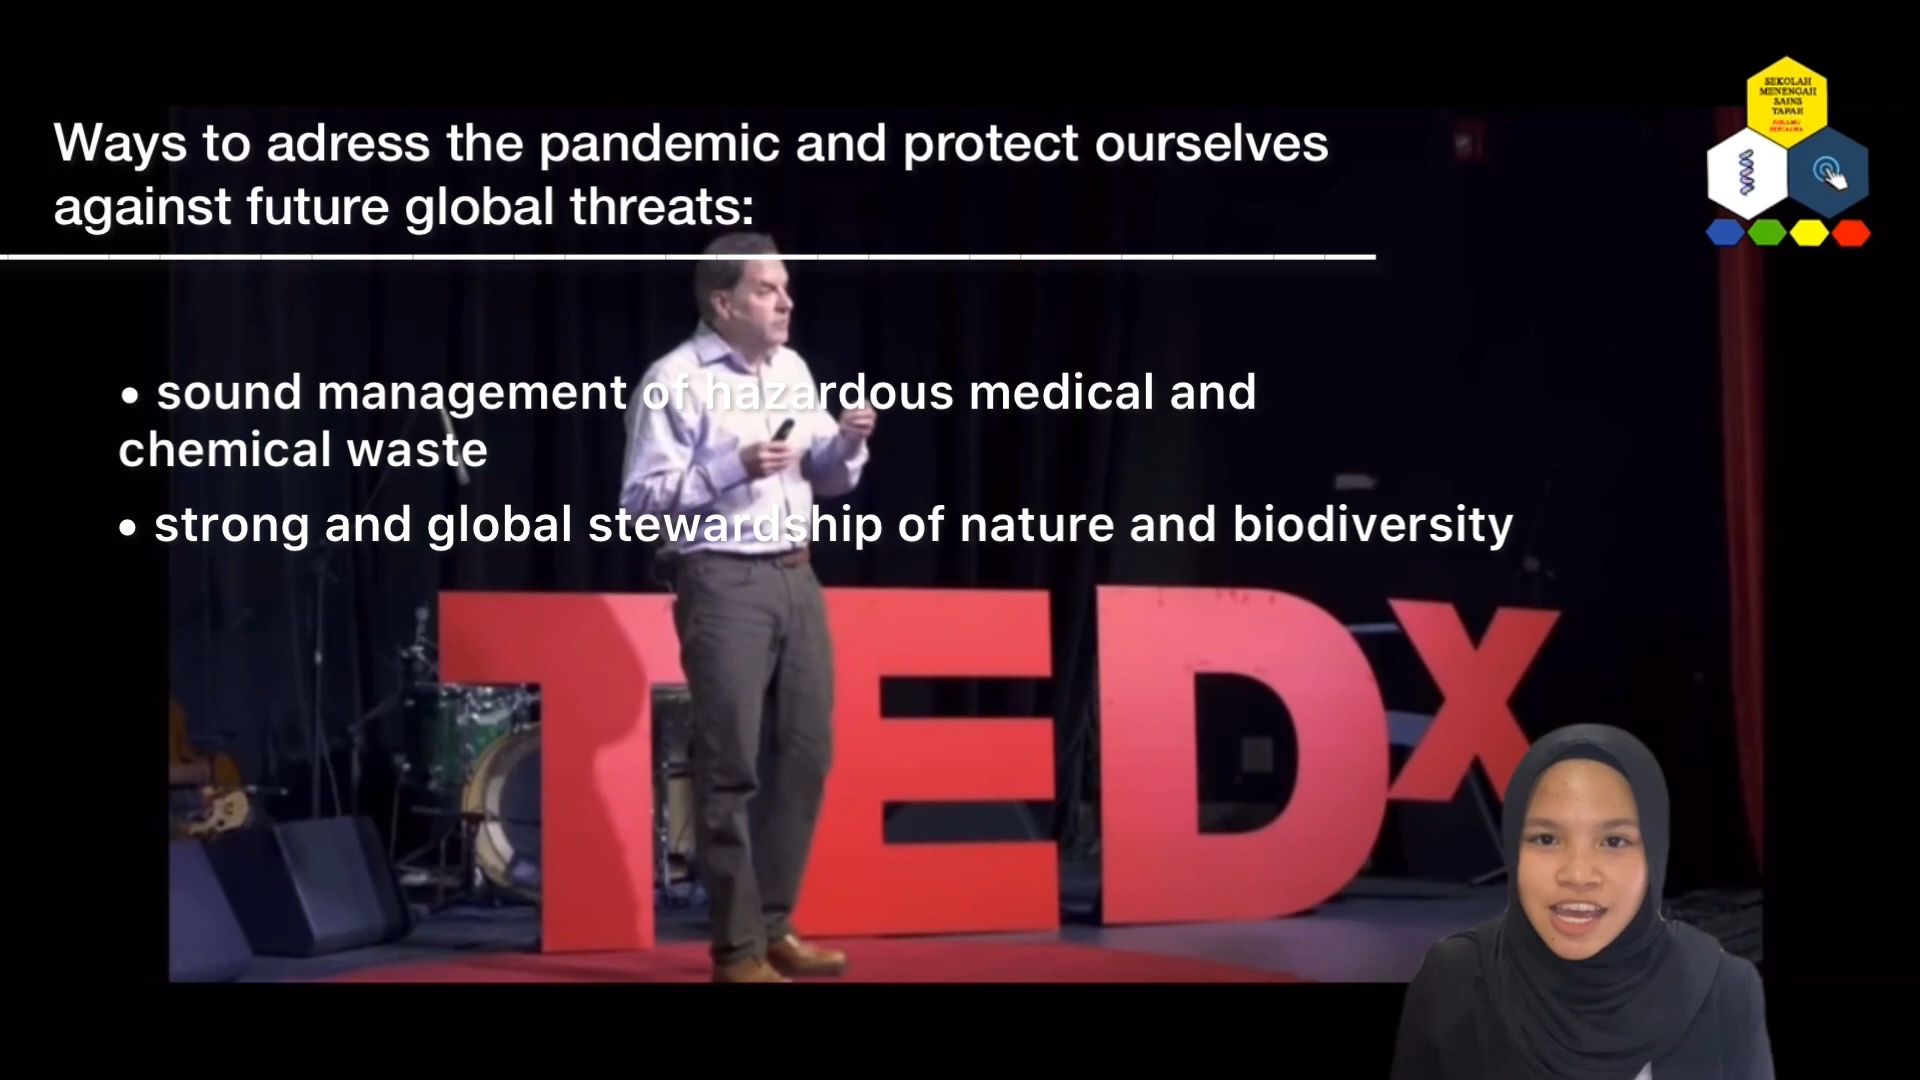 Ways to adress the pandemic and protect ourselves
against future global threats:
• sound management of hazardous medical and
chemical waste
• strong and global stewardship of nature and biodiversity
SEKOLAH
MENENGAH
SAINS
TAPAH
TEDx